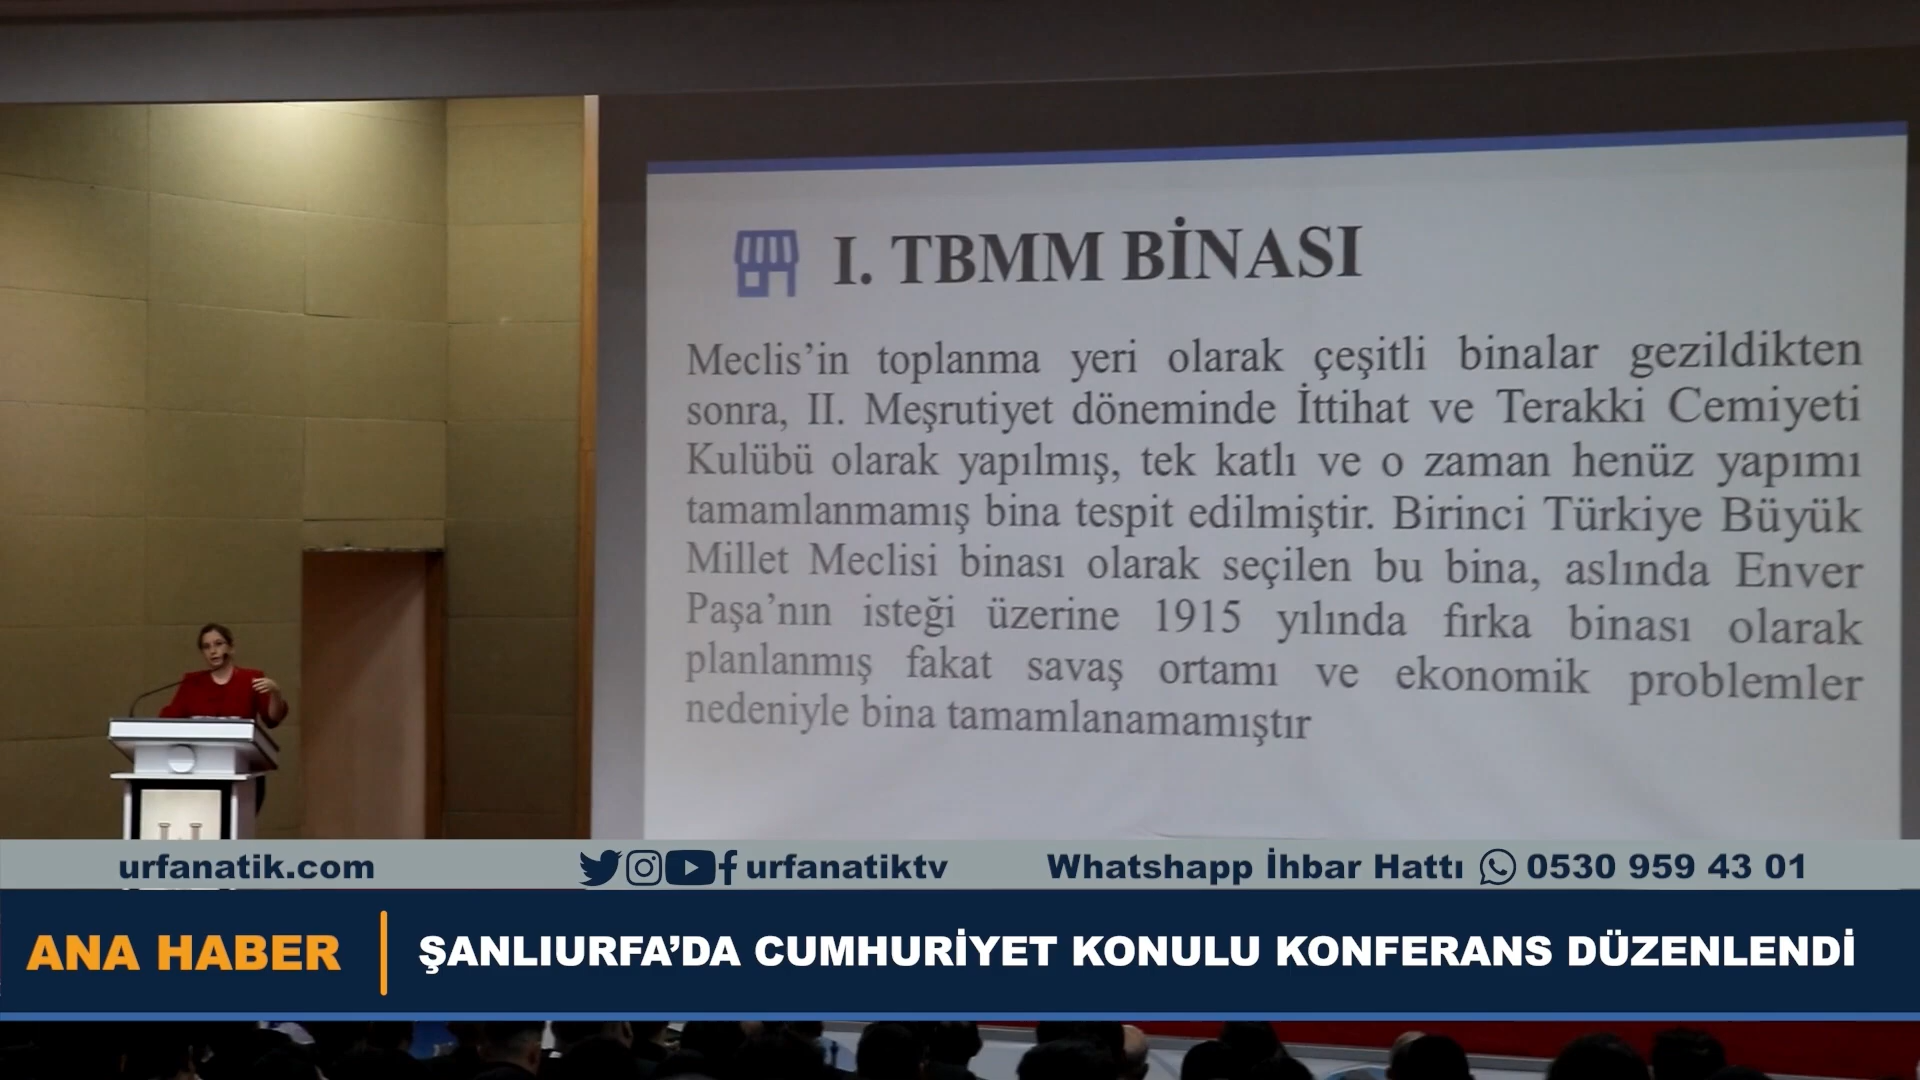 I. TBMM BİNASI
Meclis’in toplanma yeri olarak çeşitli binalar gezildikten
sonra, II. Meşrutiyet döneminde İttihat ve Terakki Cemiyeti
Kulübü olarak yapılmış, tek katlı ve o zaman henüz yapımı
tamamlanmamış bina tespit edilmiştir. Birinci Türkiye Büyük
Millet Meclisi binası olarak seçilen bu bina, aslında Enver
Paşa’nın isteği üzerine 1915 yılında fırka binası olarak
planlanmış fakat savaş ortamı ve ekonomik problemler
nedeniyle bina tamamlanamamıştır
urfanatik.com
urfanatiktv
Whatshapp İhbar Hattı 0530 959 43 01
ANA HABER
ŞANLIURFA’DA CUMHURİYET KONULU KONFERANS DÜZENLENDİ